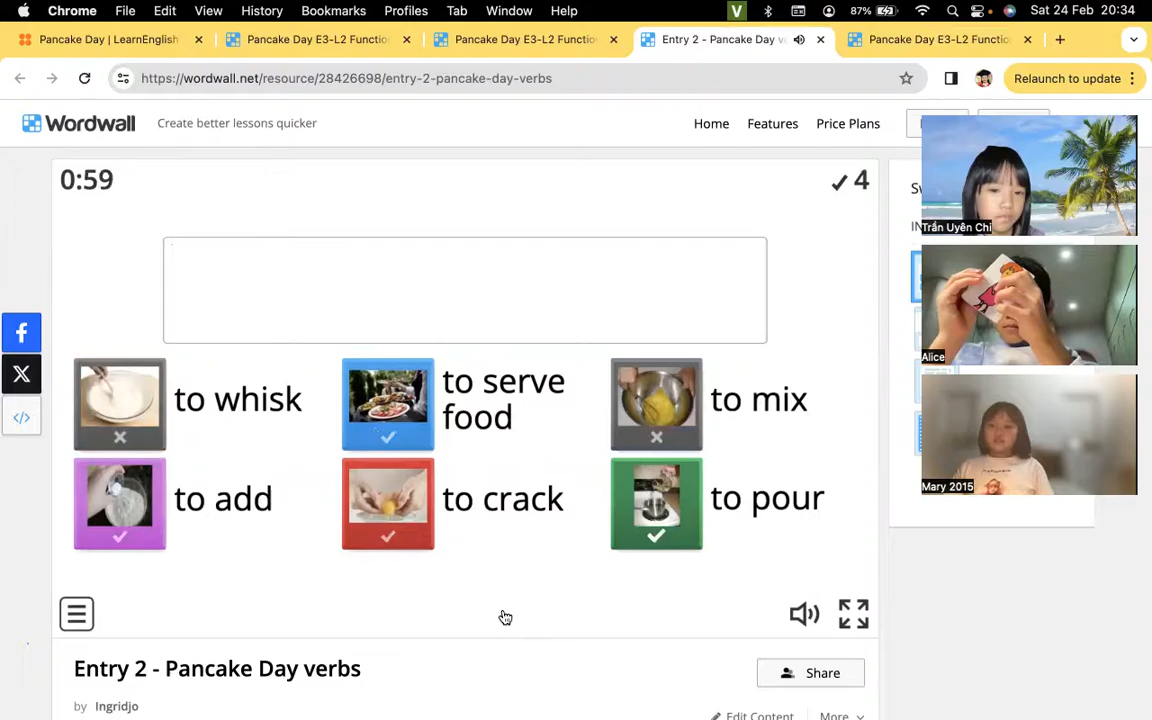 Chrome File Edit View History Bookmarks Profiles Tab Window Help V 87% Sat 24 Feb 20:34
Pancake Day | LearnEnglish
Pancake Day E3-L2 Functio
Pancake Day E3-L2 Functio
Entry 2 - Pancake Day v
Pancake Day E3-L2 Functio
https://wordwall.net/resource/28426698/entry-2-pancake-day-verbs
Relaunch to update
Wordwall
Create better lessons quicker
Home Features Price Plans
0:59
4
Trần Uyên Chi
to whisk
to serve
food
to mix
Alice
to add
to crack
to pour
Mary 2015
Entry 2 - Pancake Day verbs
Share
by Ingridjo
Edit Content More